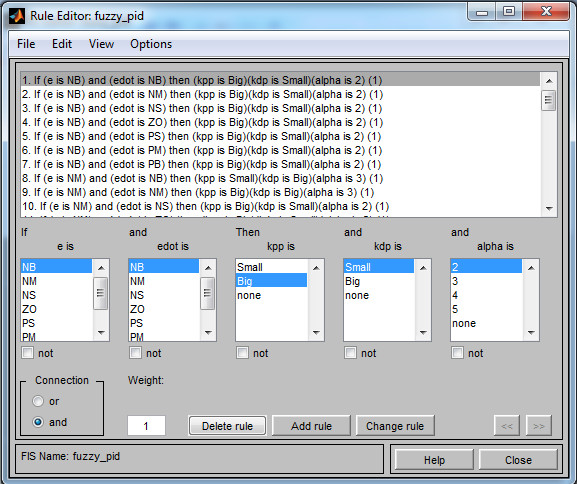 Rule Editor: fuzzy_pid
File Edit View Options
1. If (e is NB) and (edot is NB) then (kpp is Big)(kdp is Small)(alpha is 2) (1)
2. If (e is NB) and (edot is NM) then (kpp is Big)(kdp is Small)(alpha is 2) (1)
3. If (e is NB) and (edot is NS) then (kpp is Big)(kdp is Small)(alpha is 2) (1)
4. If (e is NB) and (edot is ZO) then (kpp is Big)(kdp is Small)(alpha is 2) (1)
5. If (e is NB) and (edot is PS) then (kpp is Big)(kdp is Small)(alpha is 2) (1)
6. If (e is NB) and (edot is PM) then (kpp is Big)(kdp is Small)(alpha is 2) (1)
7. If (e is NB) and (edot is PB) then (kpp is Big)(kdp is Small)(alpha is 2) (1)
8. If (e is NM) and (edot is NB) then (kpp is Small)(kdp is Big)(alpha is 3) (1)
9. If (e is NM) and (edot is NM) then (kpp is Big)(kdp is Big)(alpha is 3) (1)
10. If (e is NM) and (edot is NS) then (kpp is Big)(kdp is Small)(alpha is 2) (1)
If and Then and and
e is edot is kpp is kdp is alpha is
NB NB Small Small 2
NM NM Big Big 3
NS NS none none 4
ZO ZO 5
PS PS none
PM PM
not not not not not
Connection Weight:
or
and 1 Delete rule Add rule Change rule << >>
FIS Name: fuzzy_pid Help Close